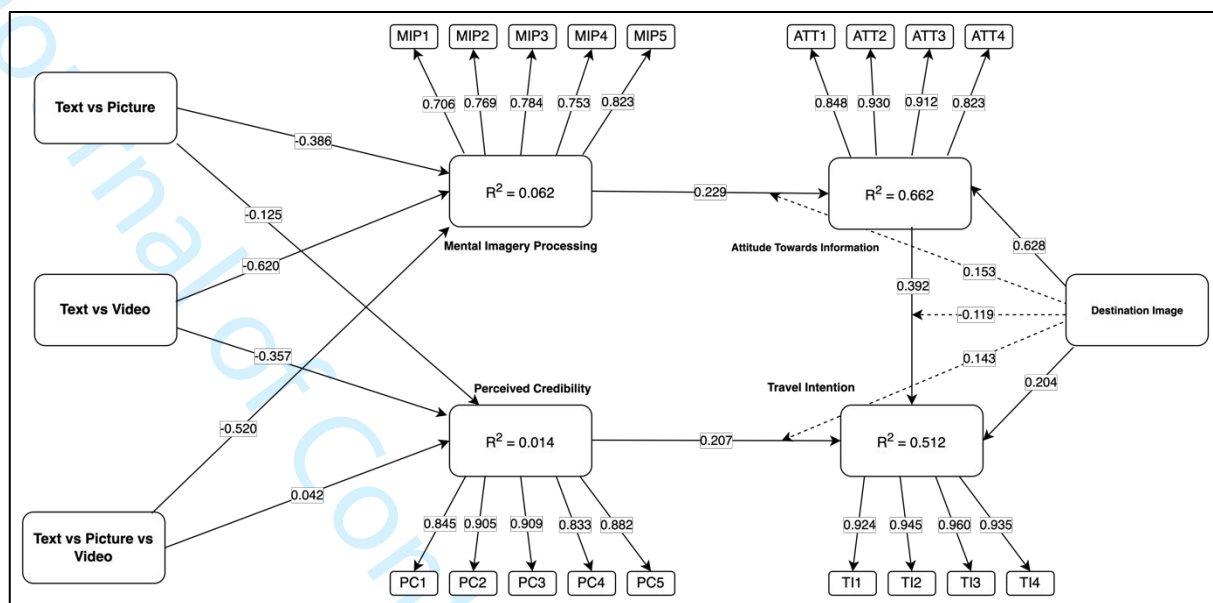 MIP1 MIP2 MIP3 MIP4 MIP5
ATT1 ATT2 ATT3 ATT4
0.706 0.769 0.784 0.753 0.823
0.848 0.930 0.912 0.823
Text vs Picture
-0.386
R² = 0.062
0.229
R² = 0.662
Mental Imagery Processing
Attitude Towards Information
-0.125
-0.620
0.628
0.153
0.392
Text vs Video
-0.119
Destination Image
-0.357
0.143
Perceived Credibility
Travel Intention
0.204
-0.520
R² = 0.014
0.207
R² = 0.512
0.042
Text vs Picture vs
Video
0.845 0.905 0.909 0.833 0.882
0.924 0.945 0.960 0.935
PC1 PC2 PC3 PC4 PC5
TI1 TI2 TI3 TI4
urnal of Con